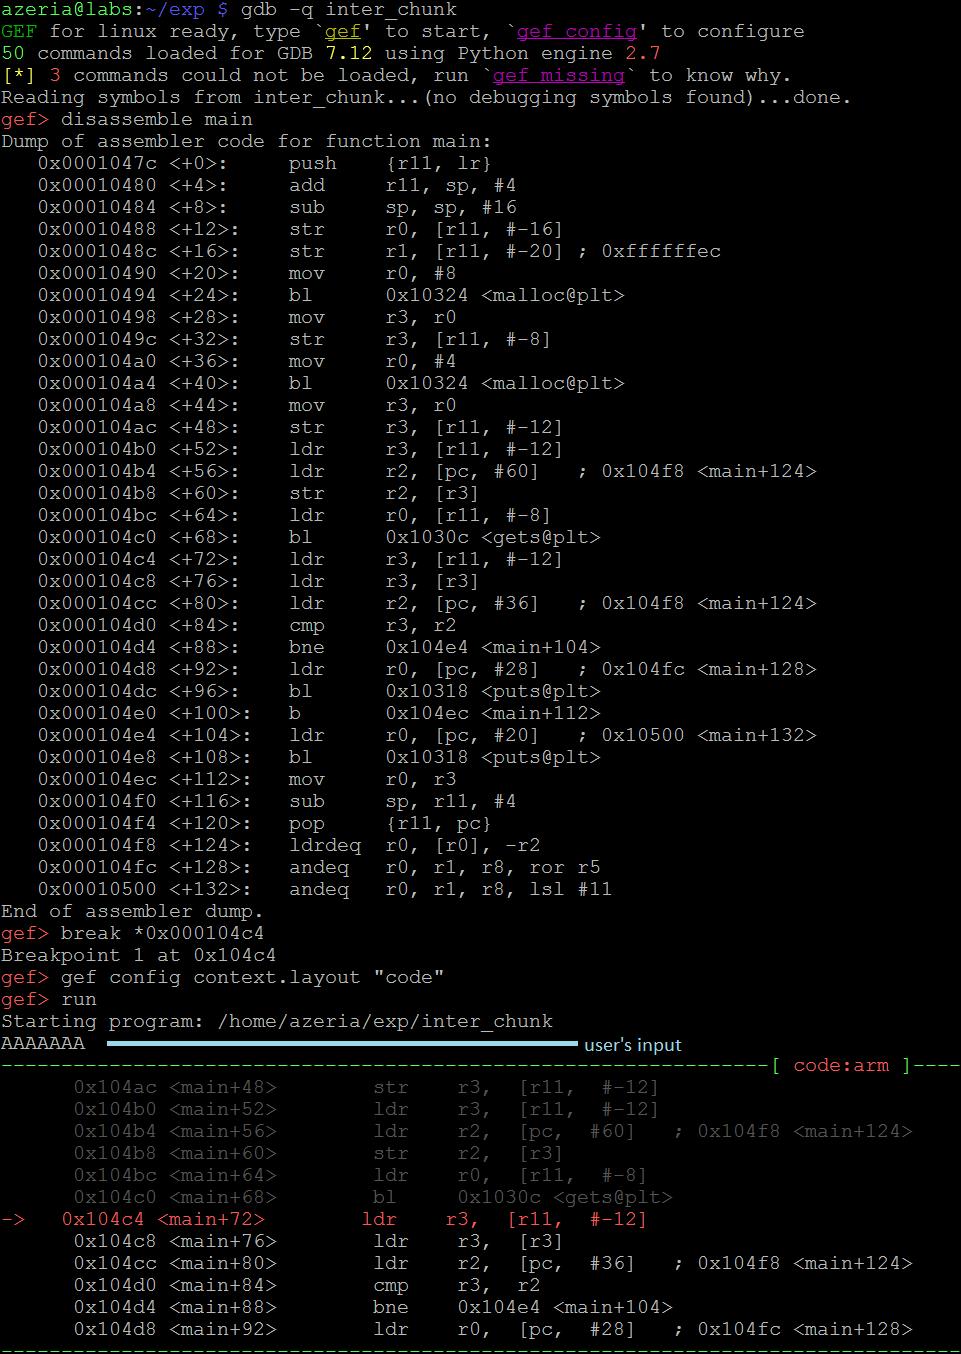 azeria@labs:~/exp $ gdb -q inter_chunk
GEF for linux ready, type `gef' to start, `gef config' to configure
50 commands loaded for GDB 7.12 using Python engine 2.7
[*] 3 commands could not be loaded, run `gef missing` to know why.
Reading symbols from inter_chunk...(no debugging symbols found)...done.
gef> disassemble main
Dump of assembler code for function main:
0x0001047c <+0>: push {r11, lr}
0x00010480 <+4>: add r11, sp, #4
0x00010484 <+8>: sub sp, sp, #16
0x00010488 <+12>: str r0, [r11, #-16]
0x0001048c <+16>: str r1, [r11, #-20] ; 0xffffffec
0x00010490 <+20>: mov r0, #8
0x00010494 <+24>: bl 0x10324 <malloc@plt>
0x00010498 <+28>: mov r3, r0
0x0001049c <+32>: str r3, [r11, #-8]
0x000104a0 <+36>: mov r0, #4
0x000104a4 <+40>: bl 0x10324 <malloc@plt>
0x000104a8 <+44>: mov r3, r0
0x000104ac <+48>: str r3, [r11, #-12]
0x000104b0 <+52>: ldr r3, [r11, #-12]
0x000104b4 <+56>: ldr r2, [pc, #60] ; 0x104f8 <main+124>
0x000104b8 <+60>: str r2, [r3]
0x000104bc <+64>: ldr r0, [r11, #-8]
0x000104c0 <+68>: bl 0x1030c <gets@plt>
0x000104c4 <+72>: ldr r3, [r11, #-12]
0x000104c8 <+76>: ldr r3, [r3]
0x000104cc <+80>: ldr r2, [pc, #36] ; 0x104f8 <main+124>
0x000104d0 <+84>: cmp r3, r2
0x000104d4 <+88>: bne 0x104e4 <main+104>
0x000104d8 <+92>: ldr r0, [pc, #28] ; 0x104fc <main+128>
0x000104dc <+96>: bl 0x10318 <puts@plt>
0x000104e0 <+100>: b 0x104ec <main+112>
0x000104e4 <+104>: ldr r0, [pc, #20] ; 0x10500 <main+132>
0x000104e8 <+108>: bl 0x10318 <puts@plt>
0x000104ec <+112>: mov r0, r3
0x000104f0 <+116>: sub sp, r11, #4
0x000104f4 <+120>: pop {r11, pc}
0x000104f8 <+124>: ldrdeq r0, [r0], -r2
0x000104fc <+128>: andeq r0, r1, r8, ror r5
0x00010500 <+132>: andeq r0, r1, r8, lsl #11
End of assembler dump.
gef> break *0x000104c4
Breakpoint 1 at 0x104c4
gef> gef config context.layout "code"
gef> run
Starting program: /home/azeria/exp/inter_chunk
AAAAAAA user's input
[ code:arm ]
0x104ac <main+48> str r3, [r11, #-12]
0x104b0 <main+52> ldr r3, [r11, #-12]
0x104b4 <main+56> ldr r2, [pc, #60] ; 0x104f8 <main+124>
0x104b8 <main+60> str r2, [r3]
0x104bc <main+64> ldr r0, [r11, #-8]
0x104c0 <main+68> bl 0x1030c <gets@plt>
-> 0x104c4 <main+72> ldr r3, [r11, #-12]
0x104c8 <main+76> ldr r3, [r3]
0x104cc <main+80> ldr r2, [pc, #36] ; 0x104f8 <main+124>
0x104d0 <main+84> cmp r3, r2
0x104d4 <main+88> bne 0x104e4 <main+104>
0x104d8 <main+92> ldr r0, [pc, #28] ; 0x104fc <main+128>